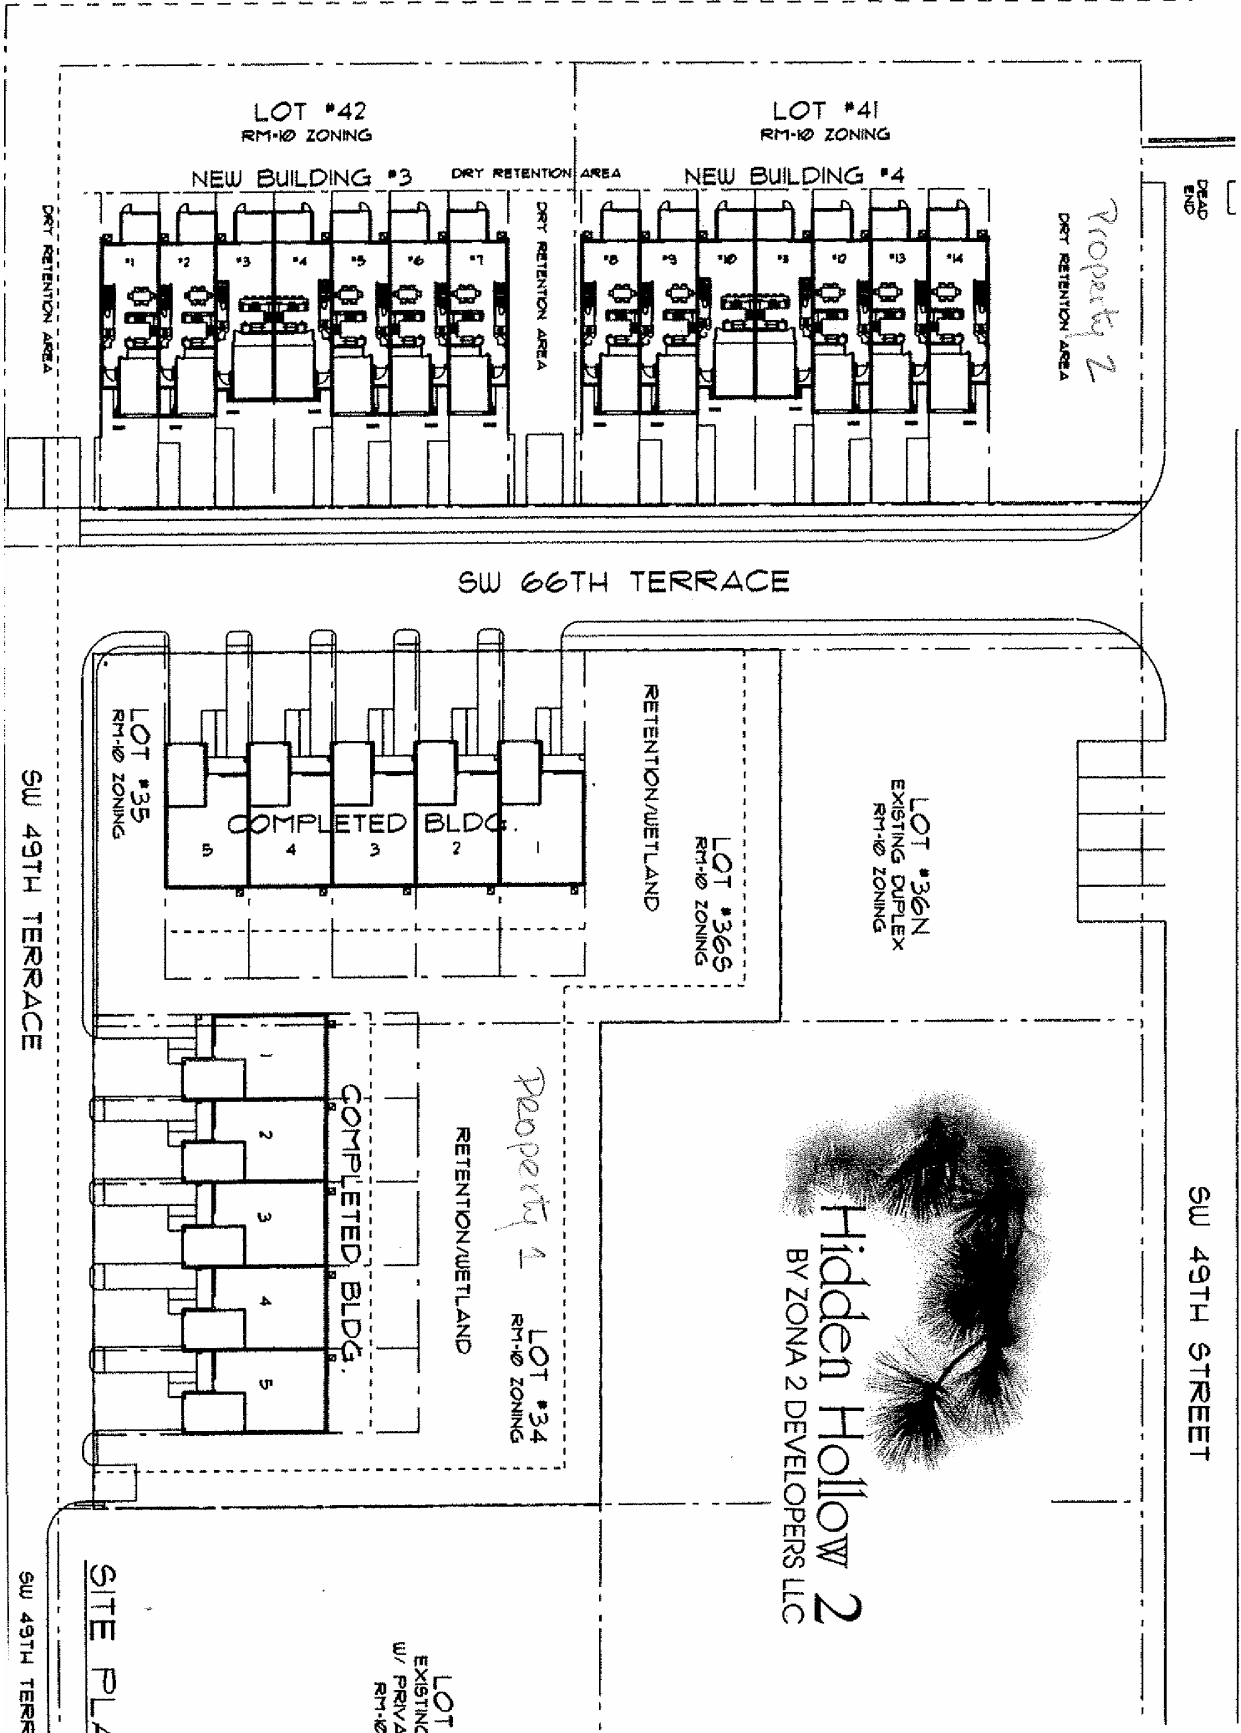 LOT #42
RM-10 ZONING
LOT #41
RM-10 ZONING
NEW BUILDING #3
DRY RETENTION AREA
NEW BUILDING #4
DRY RETENTION AREA
DRY RETENTION AREA
DRY RETENTION AREA
Property 2
DEAD
END
#1
#2
#3
#4
#5
#6
#7
#8
#9
#10
#12
#13
#14
SW 66TH TERRACE
LOT #35
RM-10 ZONING
COMPLETED BLDG.
5
4
3
2
1
RETENTION/WETLAND
LOT #36S
RM-10 ZONING
LOT #36N
EXISTING DUPLEX
RM-10 ZONING
SW 49TH TERRACE
1
2
3
4
5
COMPLETED BLDG.
RETENTION/WETLAND
Property 1
LOT #34
RM-10 ZONING
Hidden Hollow 2
BY ZONA 2 DEVELOPERS LLC
SW 49TH STREET
SITE PLA
SW 49TH TERR
LOT
EXISTING
W/ PRIVA
RM-10